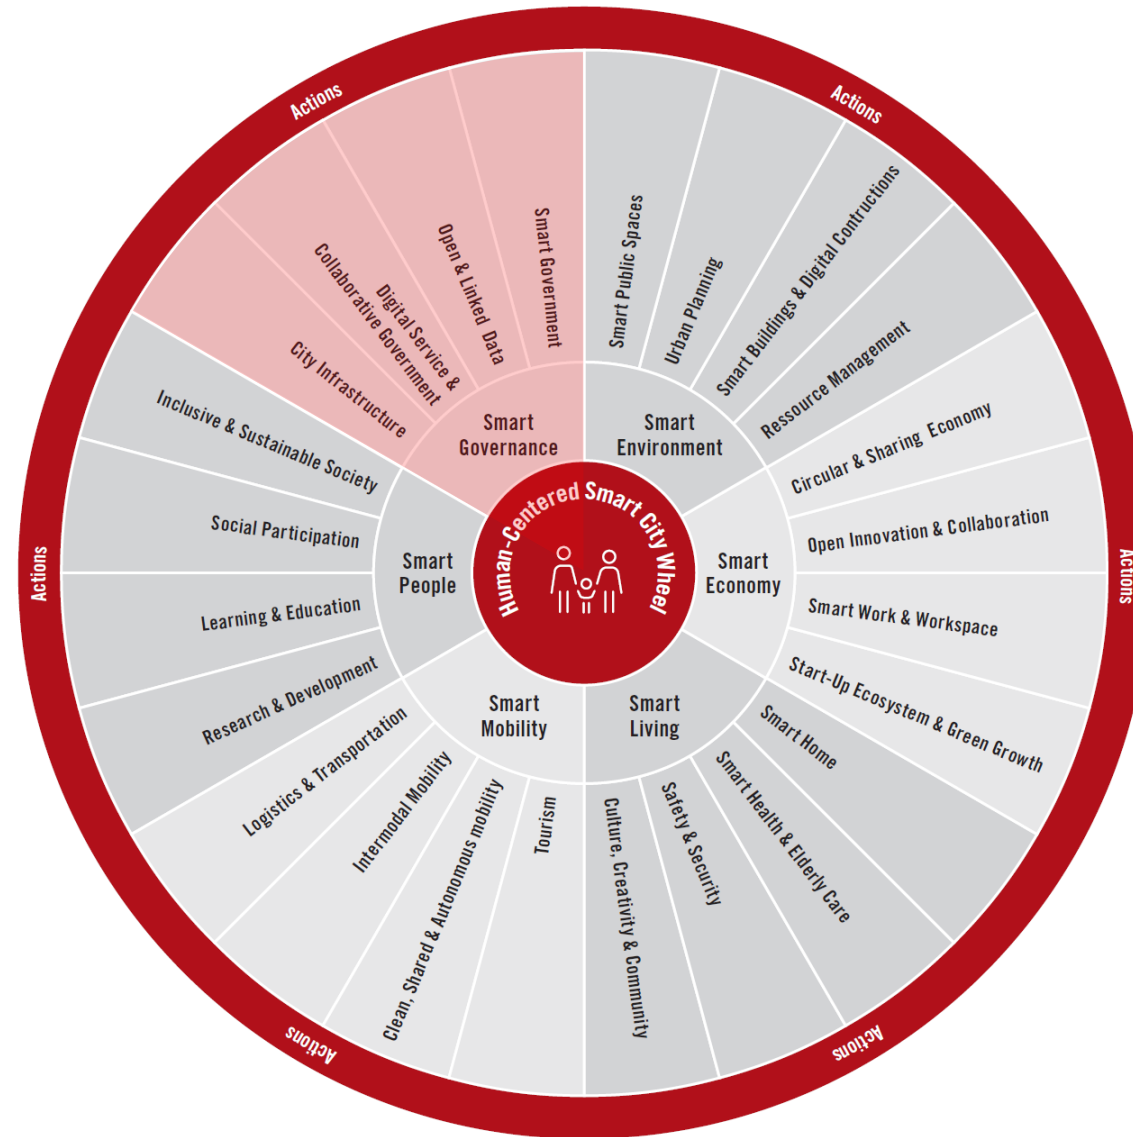 Actions
Actions
Actions
Actions
Actions
Actions
Human-Centered Smart City Wheel
Smart
Governance
Smart Government
Open & Linked Data
Digital Service &
Collaborative Government
City Infrastructure
Smart
Environment
Smart Public Spaces
Urban Planning
Smart Buildings & Digital Contructions
Ressource Management
Smart
Economy
Circular & Sharing Economy
Open Innovation & Collaboration
Smart Work & Workspace
Start-Up Ecosystem & Green Growth
Smart
Living
Smart Home
Smart Health & Elderly Care
Safety & Security
Culture, Creativity & Community
Smart
Mobility
Tourism
Clean, Shared & Autonomous mobility
Intermodal Mobility
Logistics & Transportation
Smart
People
Research & Development
Learning & Education
Social Participation
Inclusive & Sustainable Society